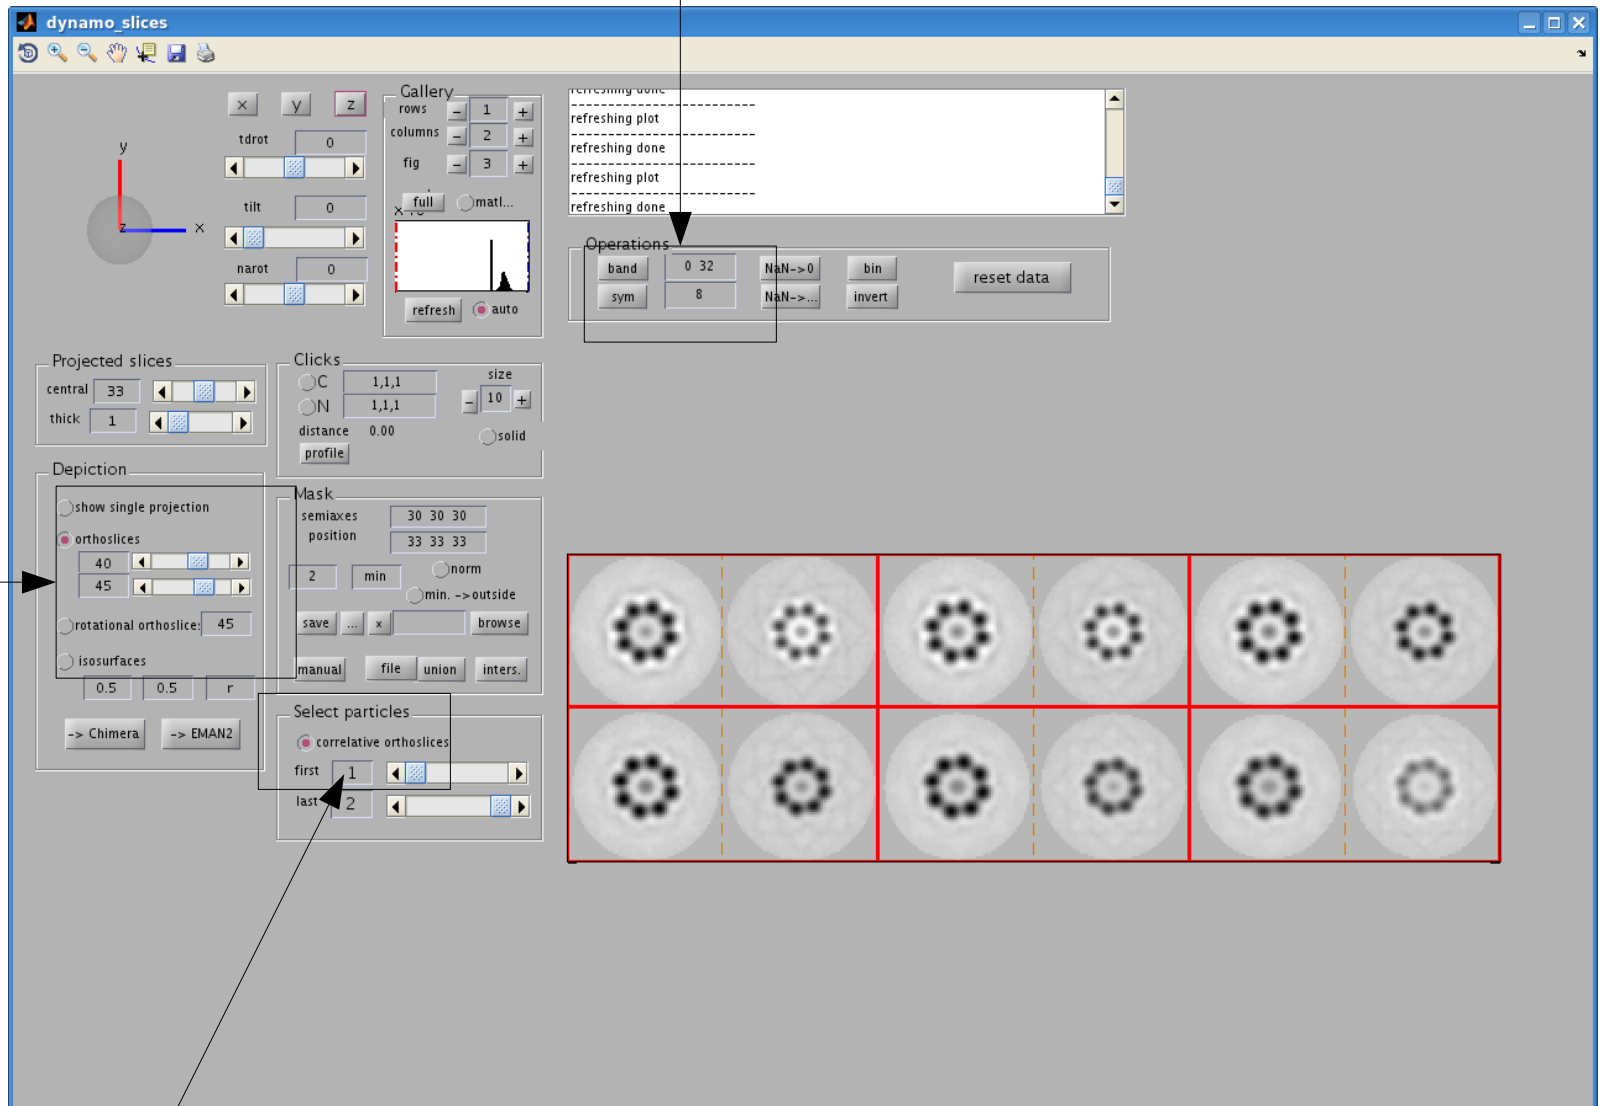 dynamo_slices
x y z
tdrot 0
tilt 0
narot 0
y
z x
Gallery
rows - 1 +
columns - 2 +
fig - 3 +
full matl...
refresh auto
refreshing done
------------------------
refreshing plot
------------------------
refreshing done
------------------------
refreshing plot
------------------------
refreshing done
Operations
band 0 32 NaN->0 bin
sym 8 NaN->... invert
reset data
Projected slices
central 33
thick 1
Clicks
C 1,1,1
N 1,1,1
size
- 10 +
distance 0.00
solid
profile
Depiction
show single projection
orthoslices
40
45
rotational orthoslice: 45
isosurfaces
0.5 0.5 r
-> Chimera -> EMAN2
Mask
semiaxes 30 30 30
position 33 33 33
2 min norm
min. ->outside
save ... x browse
manual file union inters.
Select particles
correlative orthoslices
first 1
last 2